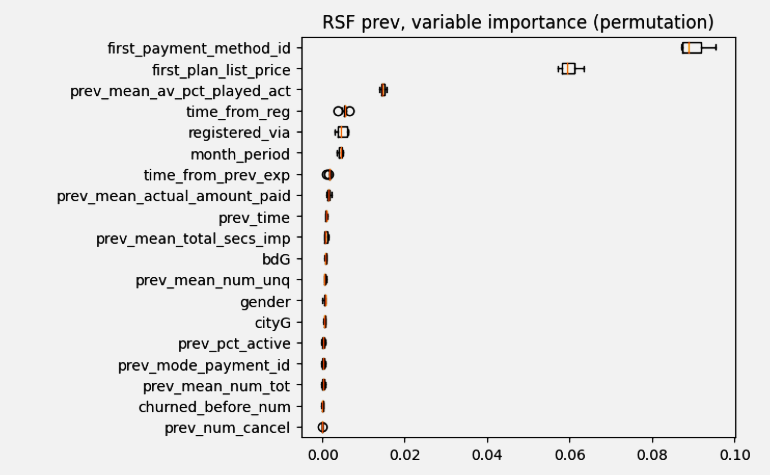 RSF prev, variable importance (permutation)
first_payment_method_id
first_plan_list_price
prev_mean_av_pct_played_act
time_from_reg
registered_via
month_period
time_from_prev_exp
prev_mean_actual_amount_paid
prev_time
prev_mean_total_secs_imp
bdG
prev_mean_num_unq
gender
cityG
prev_pct_active
prev_mode_payment_id
prev_mean_num_tot
churned_before_num
prev_num_cancel
0.00 0.02 0.04 0.06 0.08 0.10